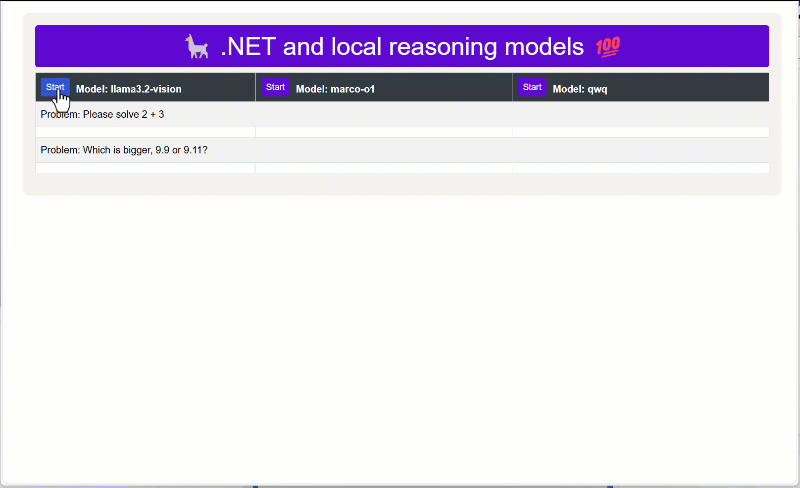 🦙 .NET and local reasoning models 💯
Start Model: llama3.2-vision Start Model: marco-o1 Start Model: qwq
Problem: Please solve 2 + 3
Problem: Which is bigger, 9.9 or 9.11?